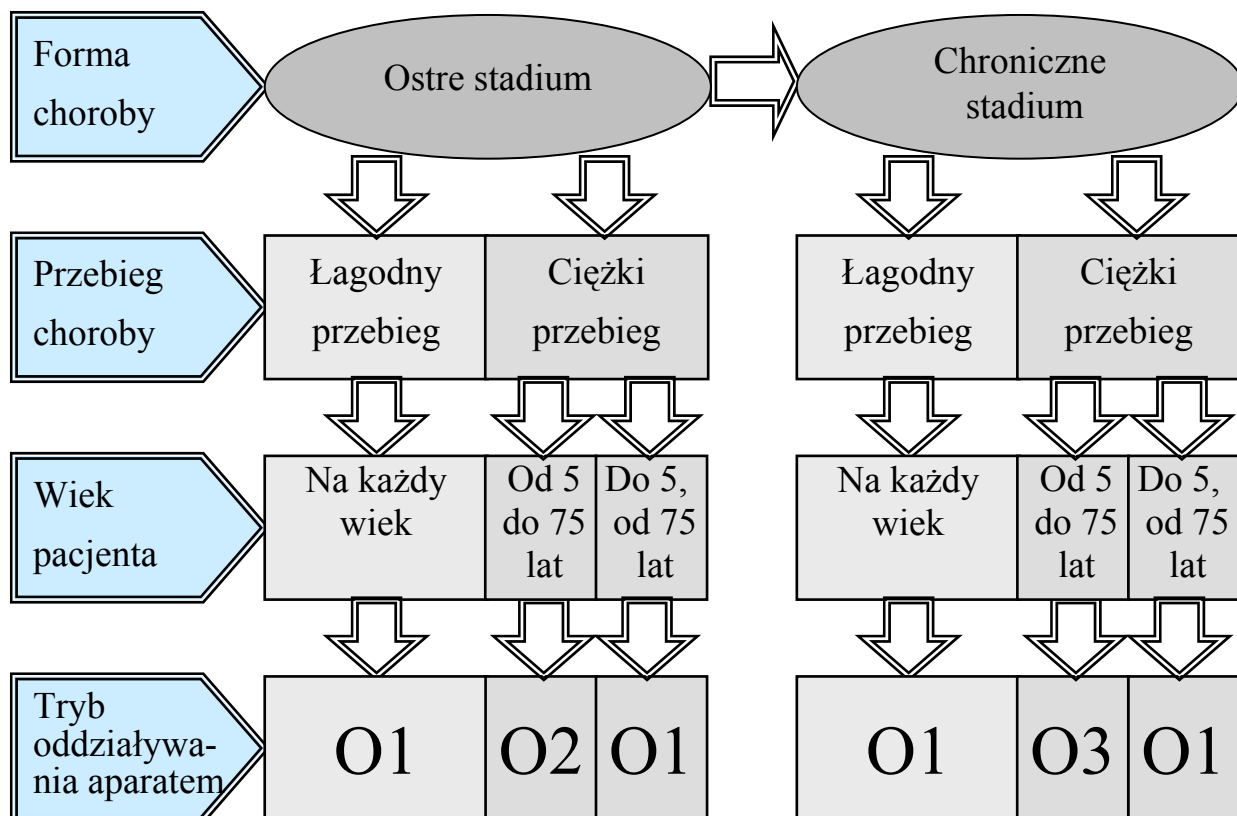 Forma
choroby
Ostre stadium
Chroniczne
stadium
Przebieg
choroby
Łagodny
przebieg
Ciężki
przebieg
Łagodny
przebieg
Ciężki
przebieg
Wiek
pacjenta
Na każdy
wiek
Od 5
do 75
lat
Do 5,
od 75
lat
Na każdy
wiek
Od 5
do 75
lat
Do 5,
od 75
lat
Tryb
oddziaływa-
nia aparatem
O1
O2
O1
O1
O3
O1